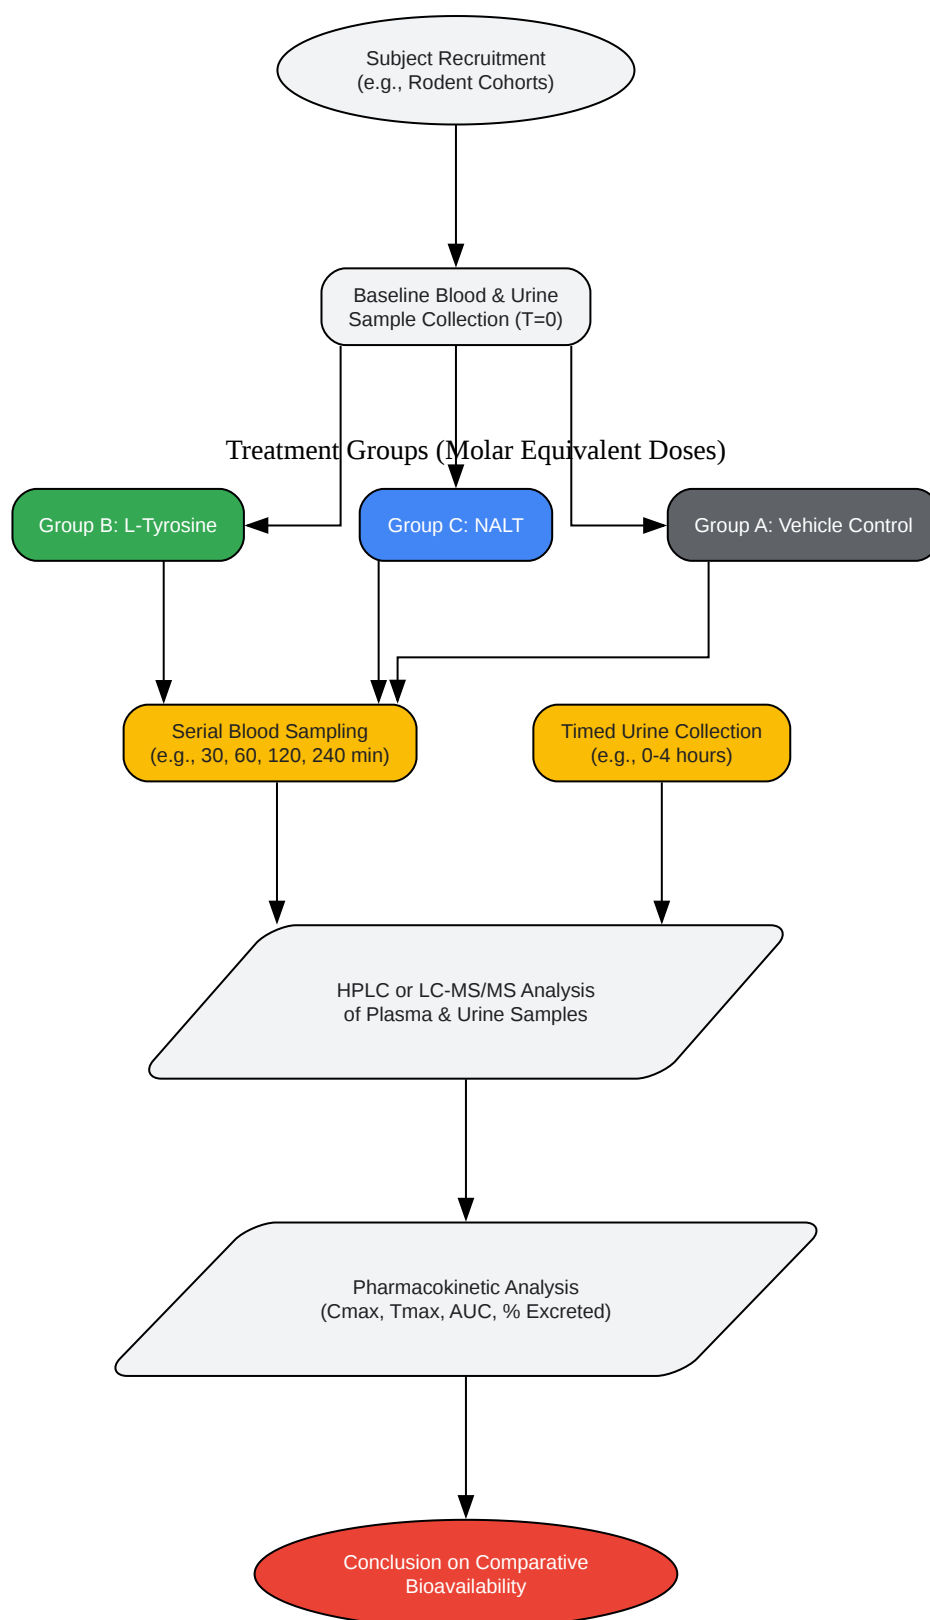 Subject Recruitment
(e.g., Rodent Cohorts)
Baseline Blood & Urine
Sample Collection (T=0)
Treatment Groups (Molar Equivalent Doses)
Group B: L-Tyrosine
Group C: NALT
Group A: Vehicle Control
Serial Blood Sampling
(e.g., 30, 60, 120, 240 min)
Timed Urine Collection
(e.g., 0-4 hours)
HPLC or LC-MS/MS Analysis
of Plasma & Urine Samples
Pharmacokinetic Analysis
(Cmax, Tmax, AUC, % Excreted)
Conclusion on Comparative
Bioavailability